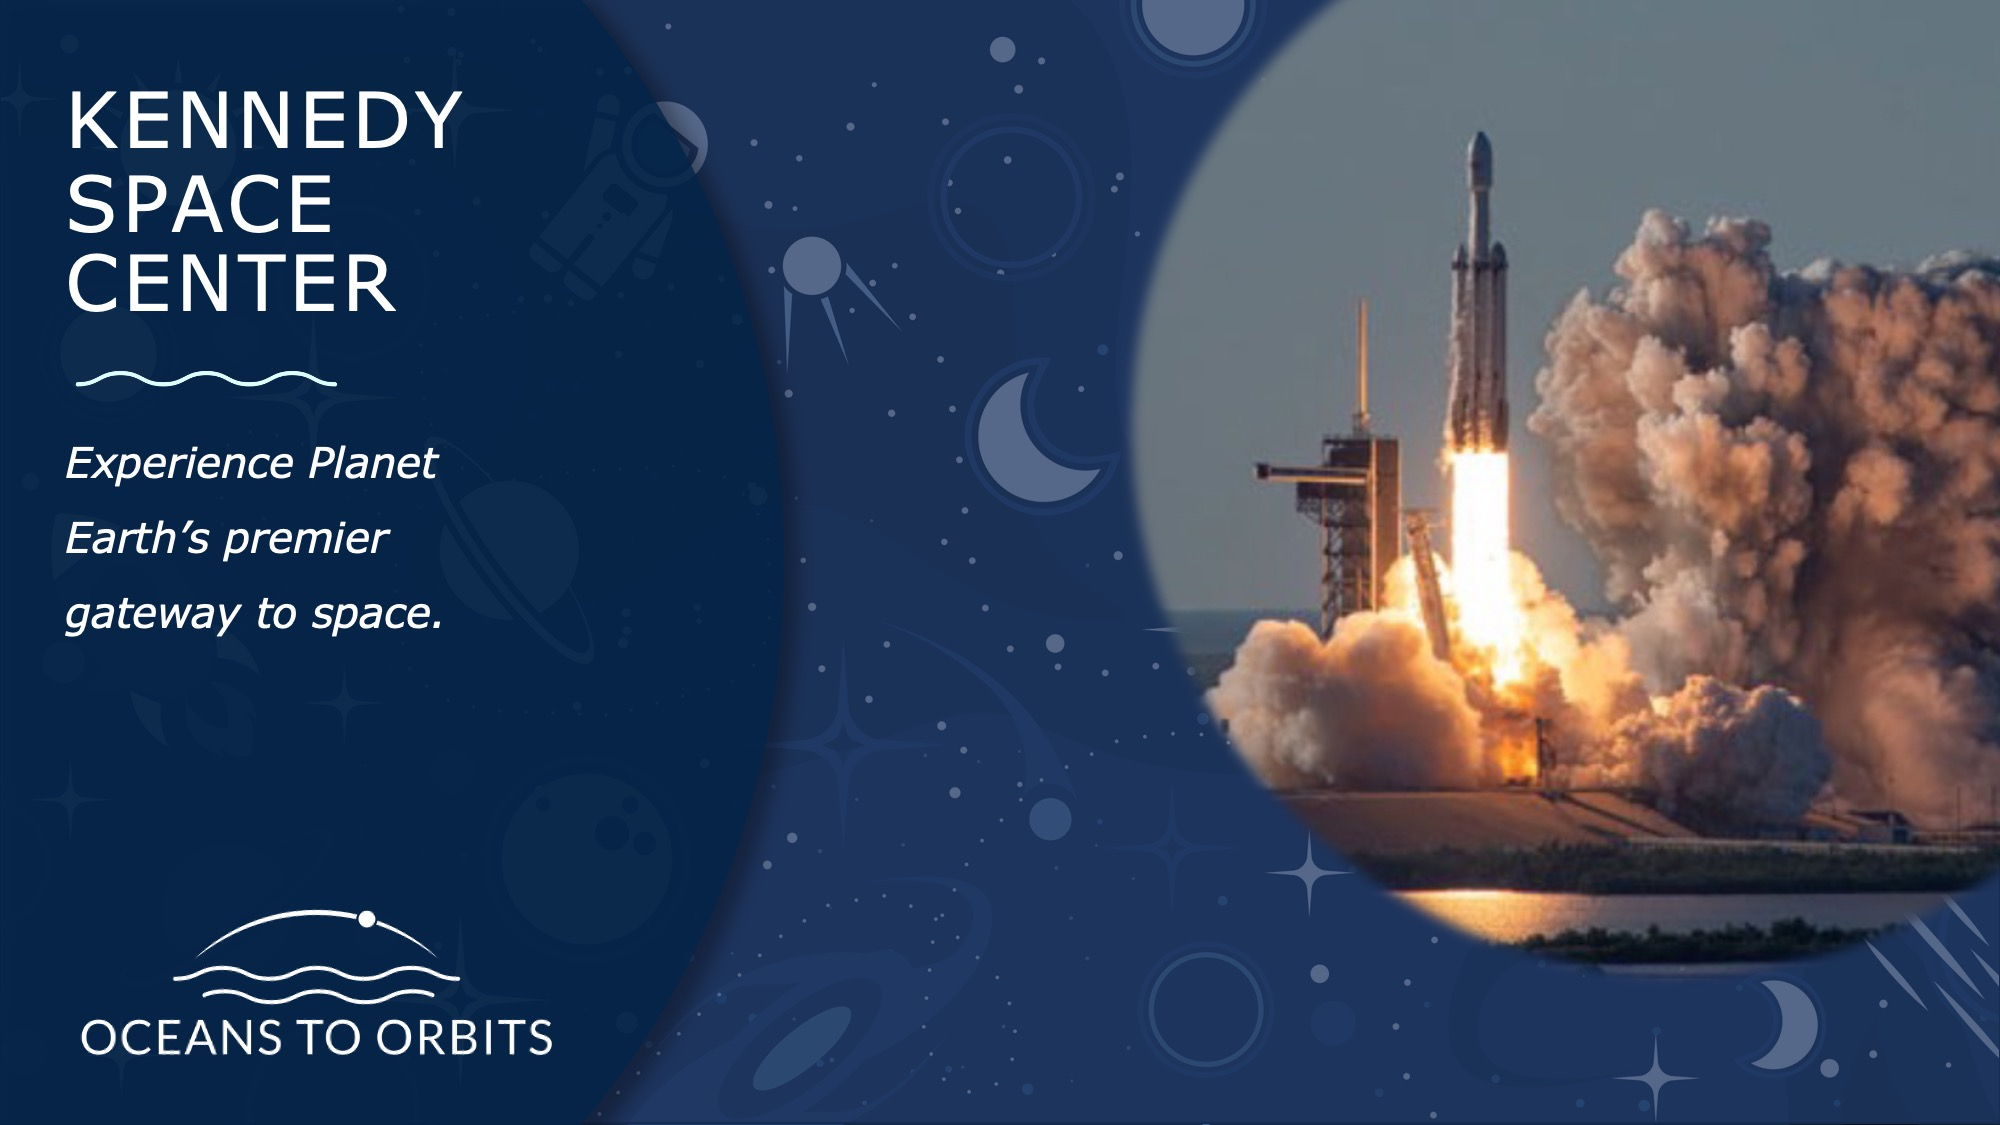 KENNEDY
SPACE
CENTER
Experience Planet
Earth’s premier
gateway to space.
OCEANS TO ORBITS